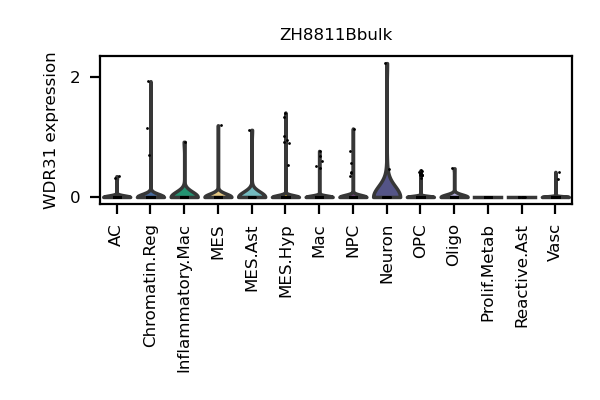 ZH8811Bbulk
WDR31 expression
2
0
AC
Chromatin.Reg
Inflammatory.Mac
MES
MES.Ast
MES.Hyp
Mac
NPC
Neuron
OPC
Oligo
Prolif.Metab
Reactive.Ast
Vasc